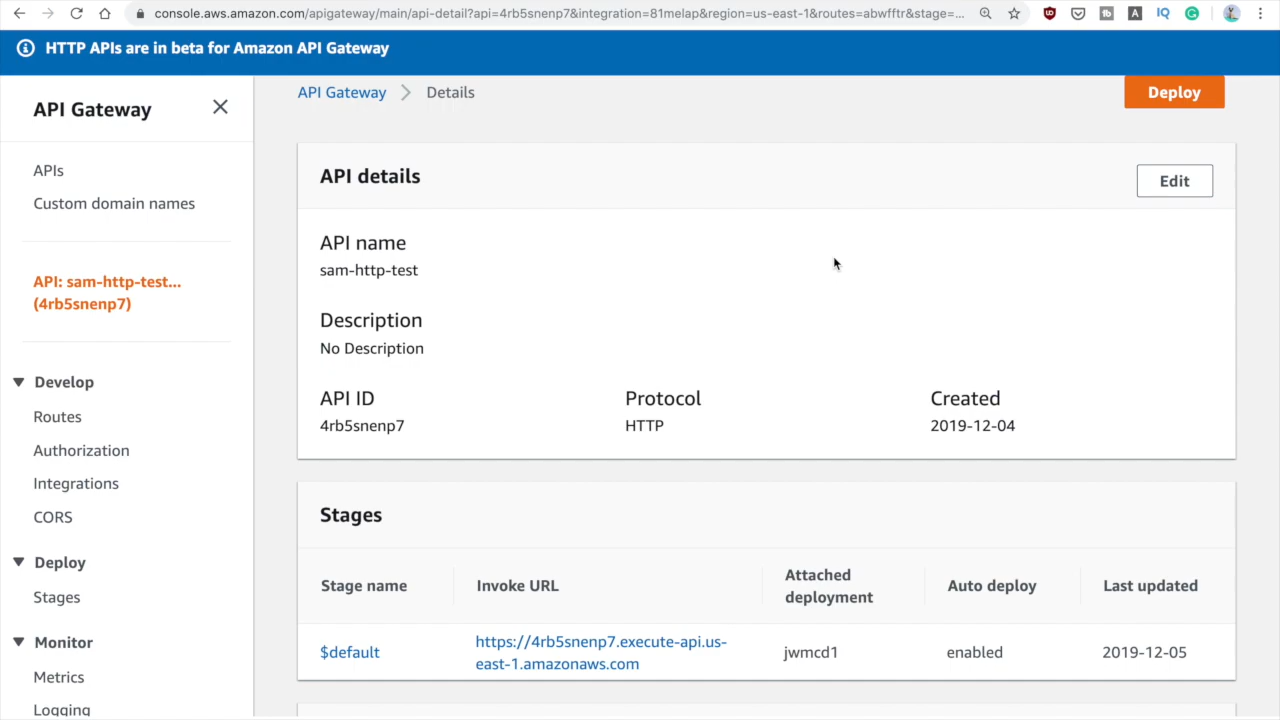 console.aws.amazon.com/apigateway/main/api-detail?api=4rb5snenp7&integration=81melap&region=us-east-1&routes=abwfftr&stage=...
HTTP APIs are in beta for Amazon API Gateway
API Gateway
APIs
Custom domain names
API: sam-http-test...
(4rb5snenp7)
Develop
Routes
Authorization
Integrations
CORS
Deploy
Stages
Monitor
Metrics
Logging
API Gateway > Details
Deploy
API details
Edit
API name
sam-http-test
Description
No Description
API ID Protocol Created
4rb5snenp7 HTTP 2019-12-04
Stages
Stage name Invoke URL Attached deployment Auto deploy Last updated
$default https://4rb5snenp7.execute-api.us-east-1.amazonaws.com jwmcd1 enabled 2019-12-05